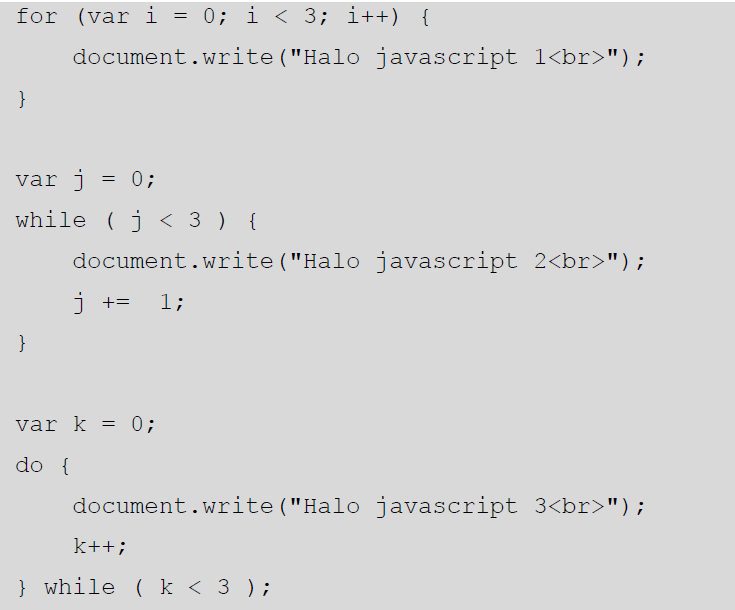 for (var i = 0; i < 3; i++) {
    document.write("Halo javascript 1<br>");
}

var j = 0;
while ( j < 3 ) {
    document.write("Halo javascript 2<br>");
    j +=  1;
}

var k = 0;
do {
    document.write("Halo javascript 3<br>");
    k++;
} while ( k < 3 );